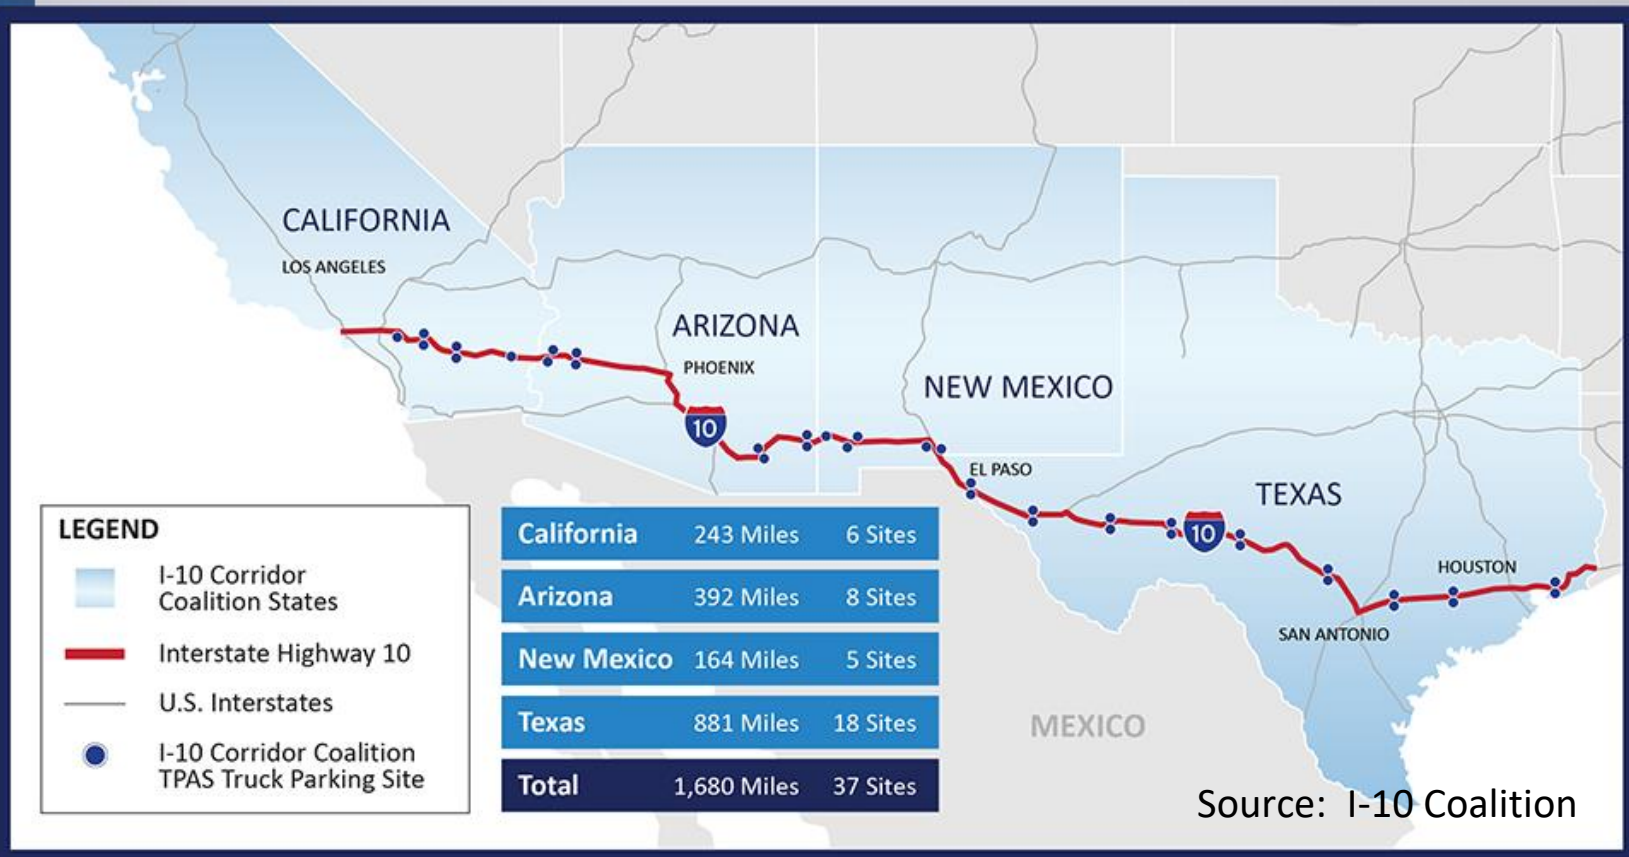 CALIFORNIA
LOS ANGELES
ARIZONA
PHOENIX
NEW MEXICO
10
EL PASO
TEXAS
10
HOUSTON
SAN ANTONIO
MEXICO
LEGEND
I-10 Corridor
Coalition States
Interstate Highway 10
U.S. Interstates
I-10 Corridor Coalition
TPAS Truck Parking Site
California 243 Miles 6 Sites
Arizona 392 Miles 8 Sites
New Mexico 164 Miles 5 Sites
Texas 881 Miles 18 Sites
Total 1,680 Miles 37 Sites
Source: I-10 Coalition